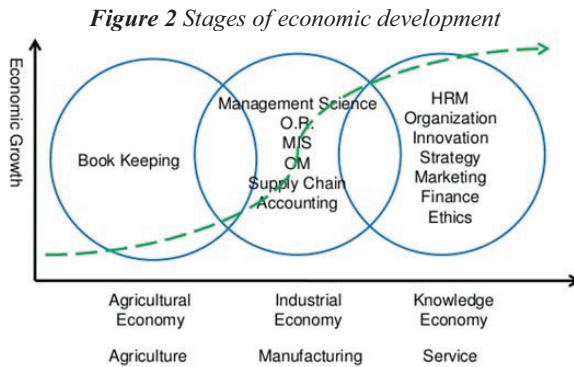 Figure 2 Stages of economic development
Economic Growth
Book Keeping
Management Science
O.R.
MIS
OM
Supply Chain
Accounting
HRM
Organization
Innovation
Strategy
Marketing
Finance
Ethics
Agricultural
Economy
Industrial
Economy
Knowledge
Economy
Agriculture
Manufacturing
Service